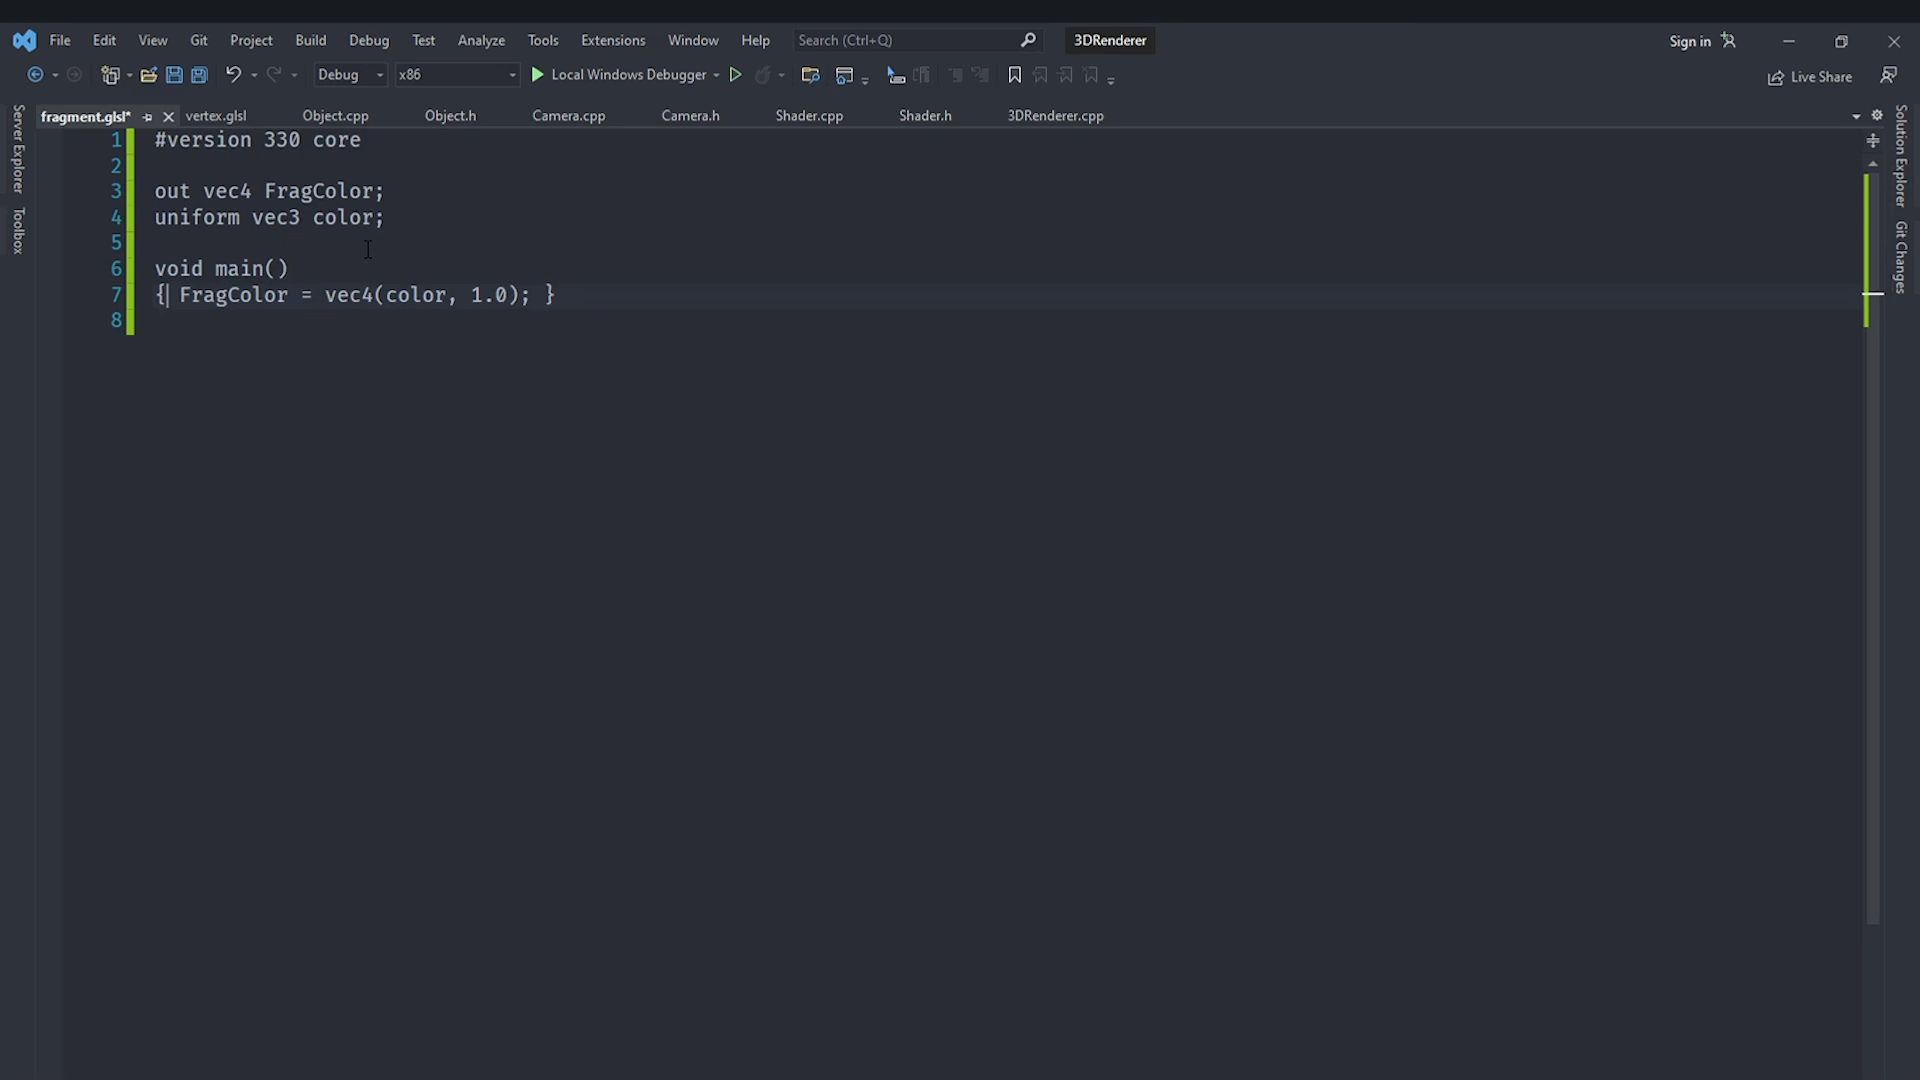 File Edit View Git Project Build Debug Test Analyze Tools Extensions Window Help Search (Ctrl+Q) 3DRenderer Sign in
Debug x86 Local Windows Debugger Live Share
fragment.glsl* vertex.glsl Object.cpp Object.h Camera.cpp Camera.h Shader.cpp Shader.h 3DRenderer.cpp
Server Explorer
Toolbox
1 #version 330 core
2
3 out vec4 FragColor;
4 uniform vec3 color;
5
6 void main()
7 { FragColor = vec4(color, 1.0); }
8
Solution Explorer
Git Changes